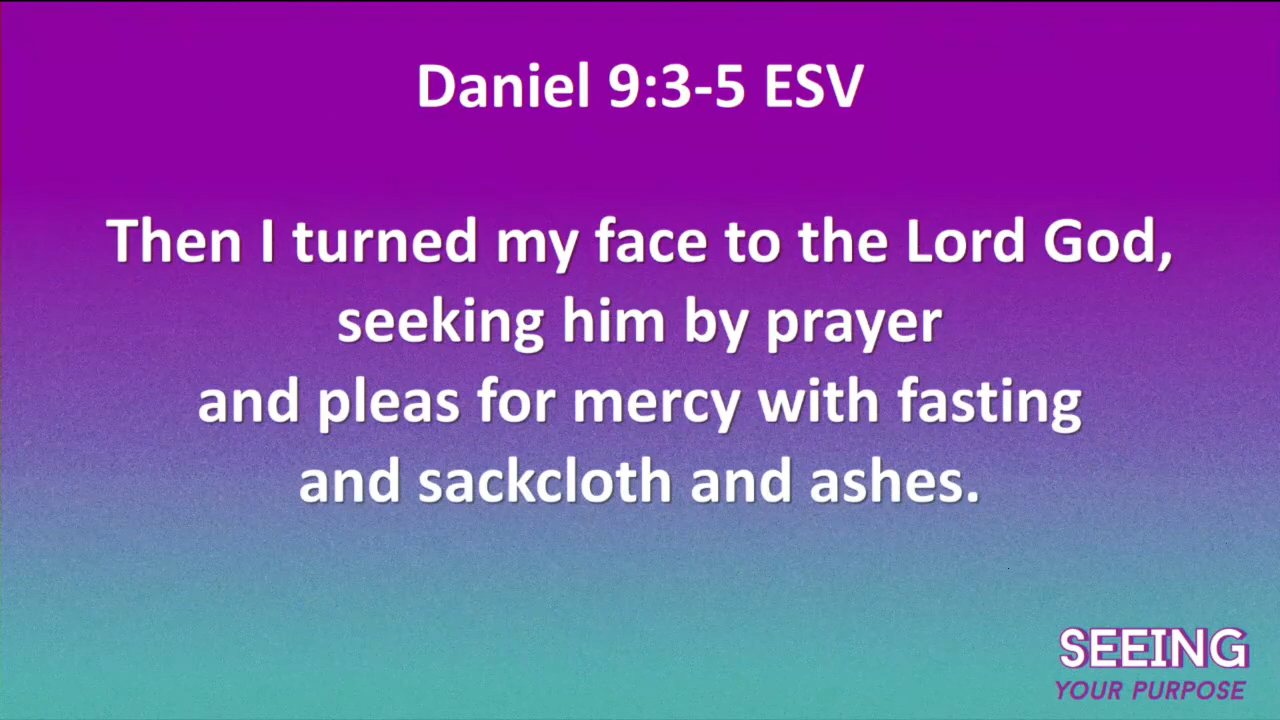 Daniel 9:3-5 ESV
Then I turned my face to the Lord God,
seeking him by prayer
and pleas for mercy with fasting
and sackcloth and ashes.
SEEING
YOUR PURPOSE